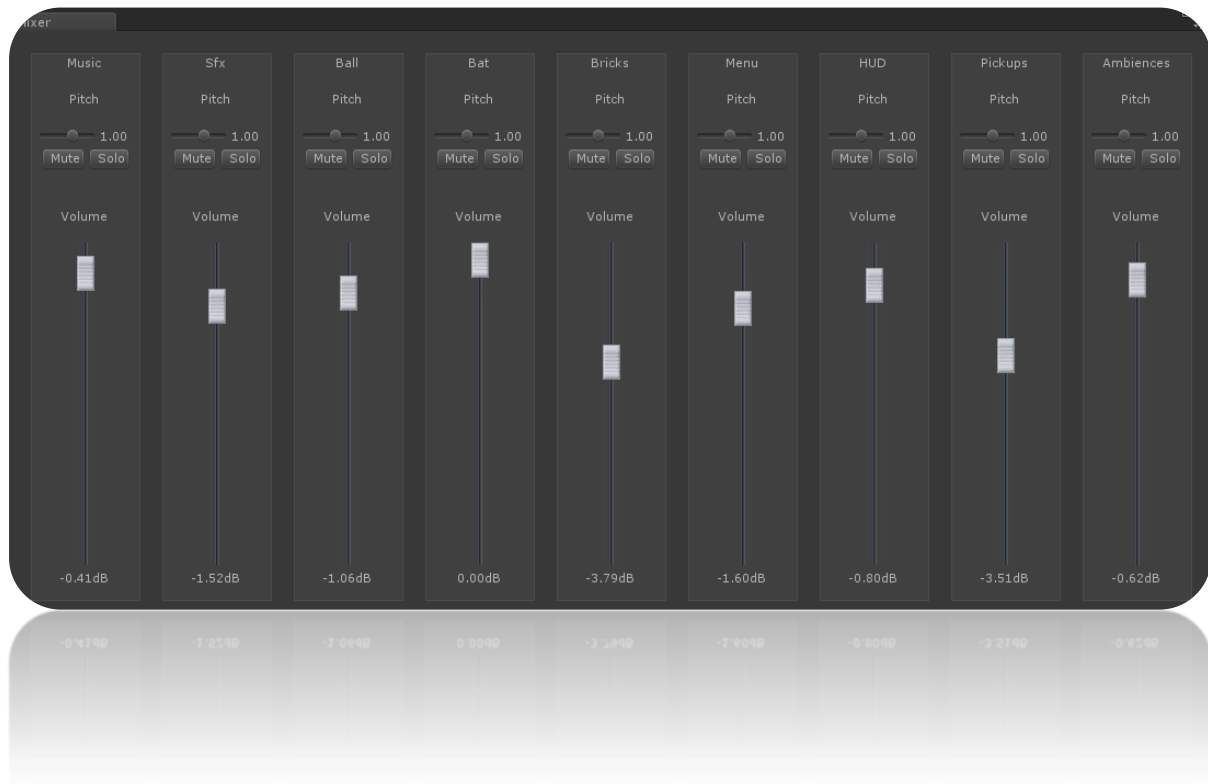 Music Sfx Ball Bat Bricks Menu HUD Pickups Ambiences
Pitch Pitch Pitch Pitch Pitch Pitch Pitch Pitch Pitch
1.00 1.00 1.00 1.00 1.00 1.00 1.00 1.00 1.00
Mute Solo Mute Solo Mute Solo Mute Solo Mute Solo Mute Solo Mute Solo Mute Solo Mute Solo
Volume Volume Volume Volume Volume Volume Volume Volume Volume
-0.41dB -1.52dB -1.06dB 0.00dB -3.79dB -1.60dB -0.80dB -3.51dB -0.62dB